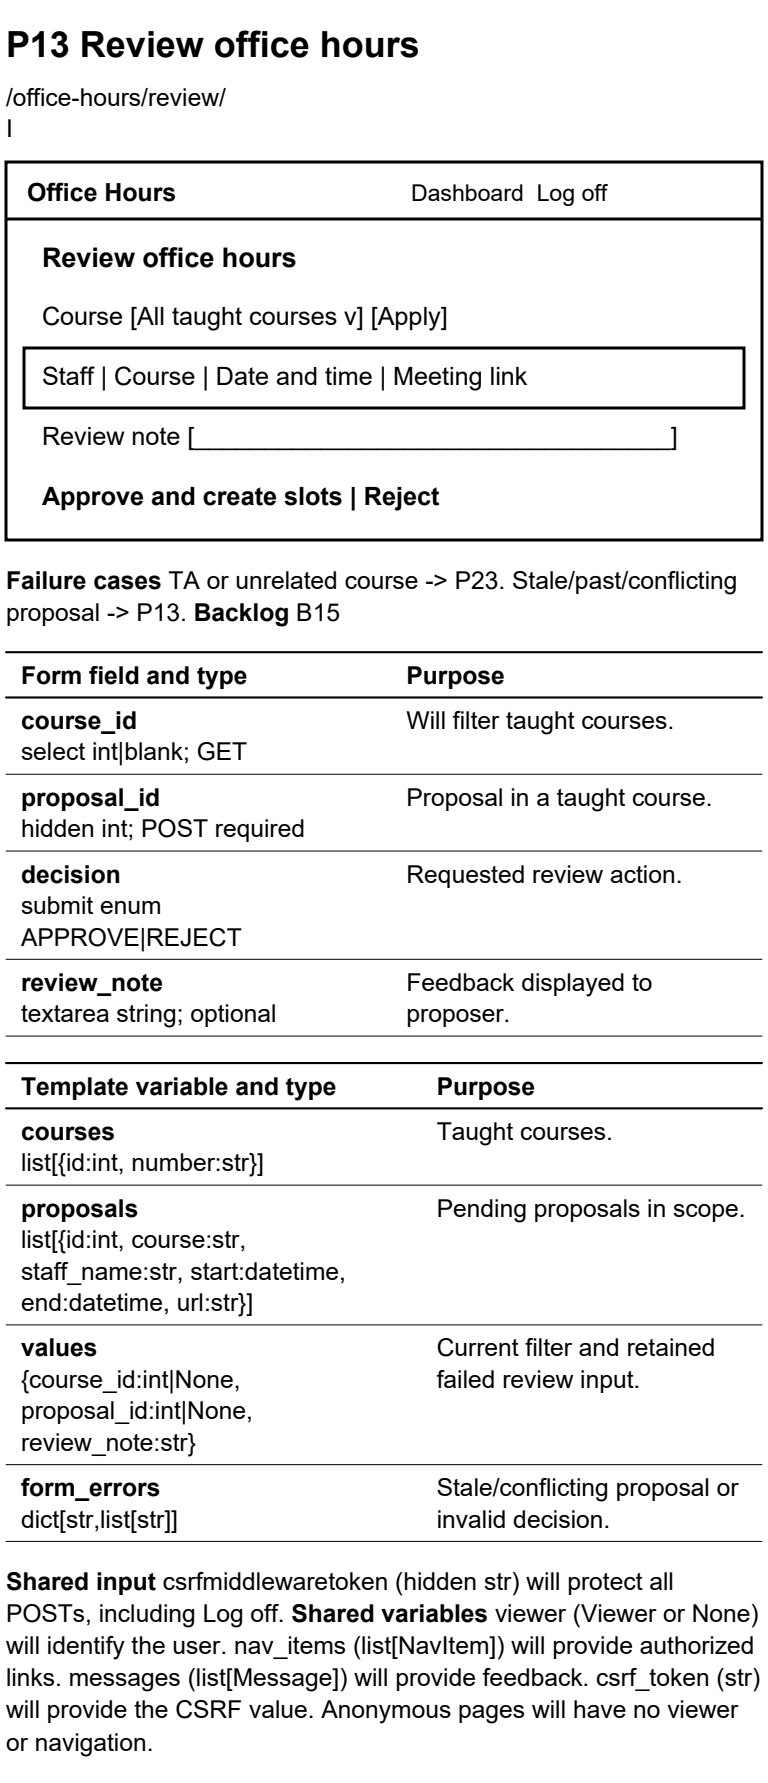 P13 Review office hours
/office-hours/review/
I
Office Hours Dashboard Log off
Review office hours
Course [All taught courses v] [Apply]
Staff | Course | Date and time | Meeting link
Review note [___________________________________]
Approve and create slots | Reject
Failure cases TA or unrelated course -> P23. Stale/past/conflicting
proposal -> P13. Backlog B15
Form field and type Purpose
course_id Will filter taught courses.
select int|blank; GET
proposal_id Proposal in a taught course.
hidden int; POST required
decision Requested review action.
submit enum
APPROVE|REJECT
review_note Feedback displayed to
textarea string; optional proposer.
Template variable and type Purpose
courses Taught courses.
list[{id:int, number:str}]
proposals Pending proposals in scope.
list[{id:int, course:str,
staff_name:str, start:datetime,
end:datetime, url:str}]
values Current filter and retained
{course_id:int|None, failed review input.
proposal_id:int|None,
review_note:str}
form_errors Stale/conflicting proposal or
dict[str,list[str]] invalid decision.
Shared input csrfmiddlewaretoken (hidden str) will protect all
POSTs, including Log off. Shared variables viewer (Viewer or None)
will identify the user. nav_items (list[NavItem]) will provide authorized
links. messages (list[Message]) will provide feedback. csrf_token (str)
will provide the CSRF value. Anonymous pages will have no viewer
or navigation.